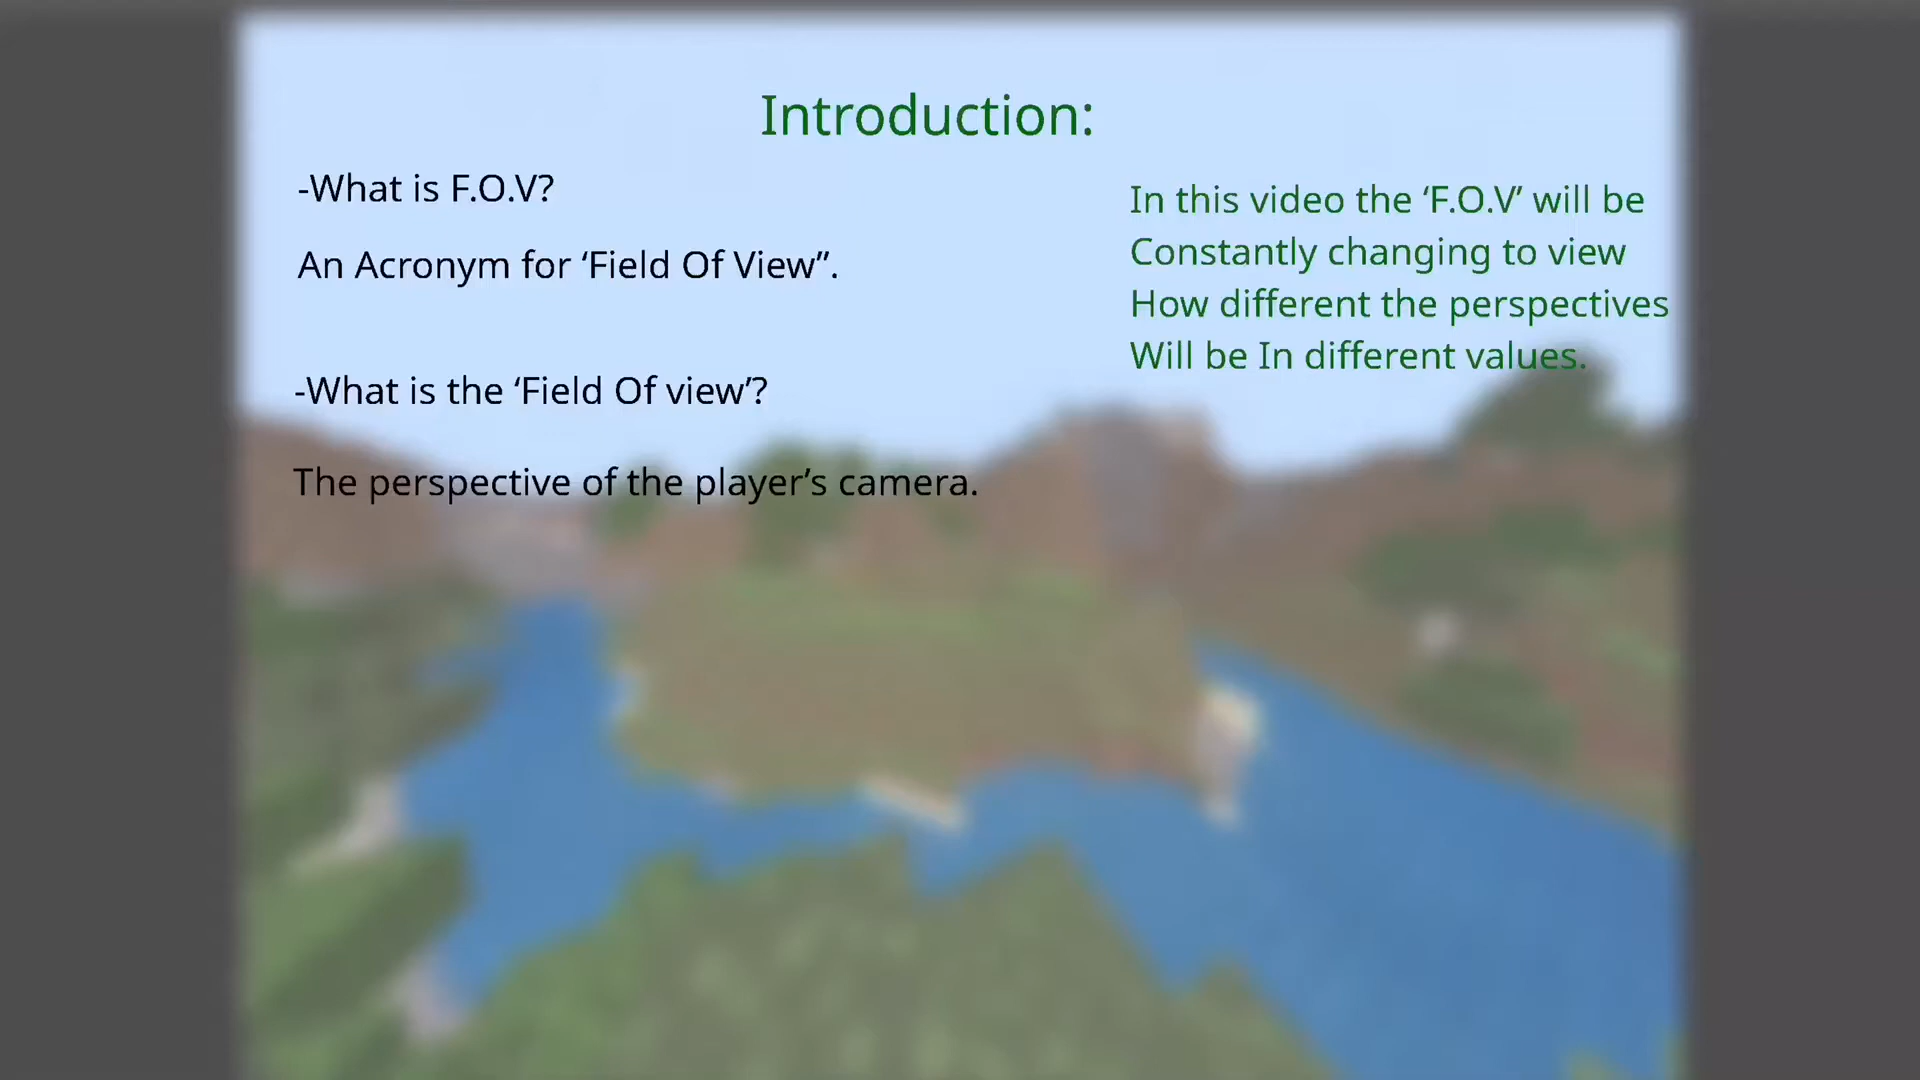 Introduction:
-What is F.O.V?
An Acronym for ‘Field Of View”.
-What is the ‘Field Of view’?
The perspective of the player’s camera.
In this video the ‘F.O.V’ will be
Constantly changing to view
How different the perspectives
Will be In different values.